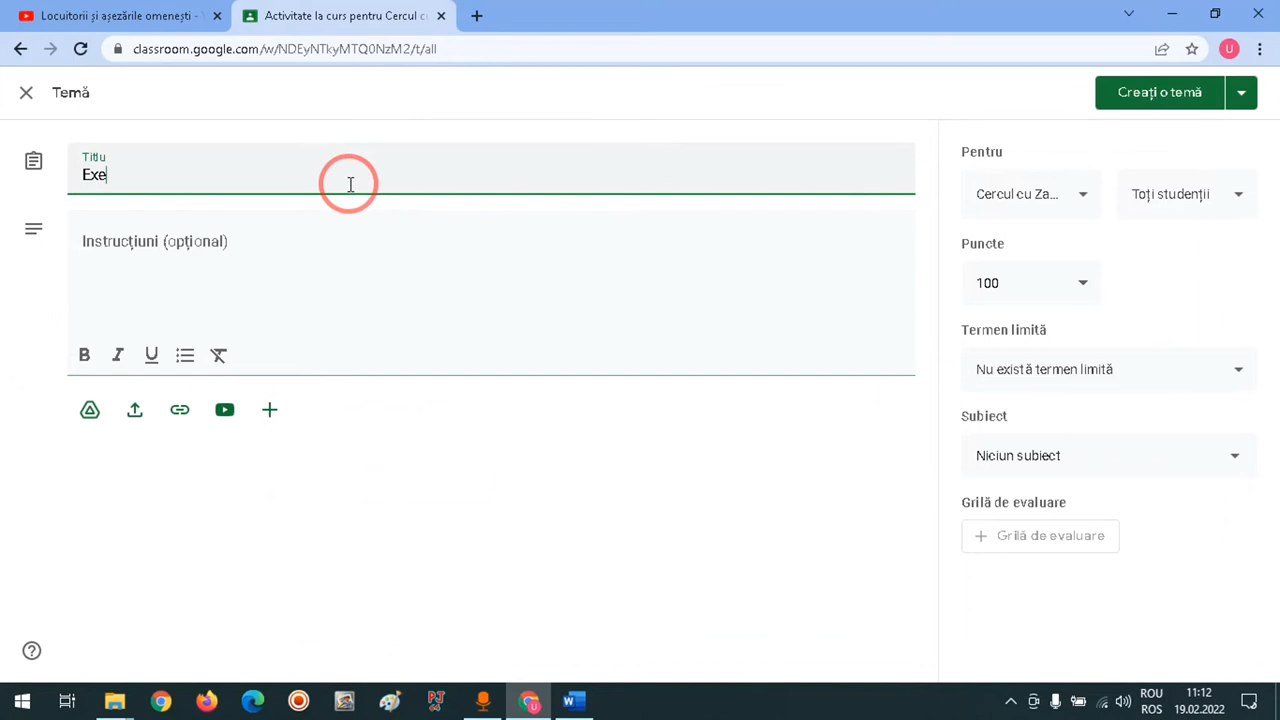 Locuitorii și așezările omenești - Y
Activitate la curs pentru Cercul cu
classroom.google.com/w/NDEyNTkyMTQ0NzM2/t/all
U
Temă
Creați o temă
Titlu
Exe
Instrucțiuni (opțional)
B I U
Pentru
Cercul cu Za...
Toți studenții
Puncte
100
Termen limită
Nu există termen limită
Subiect
Niciun subiect
Grilă de evaluare
+ Grilă de evaluare
ROU
ROS
11:12
19.02.2022